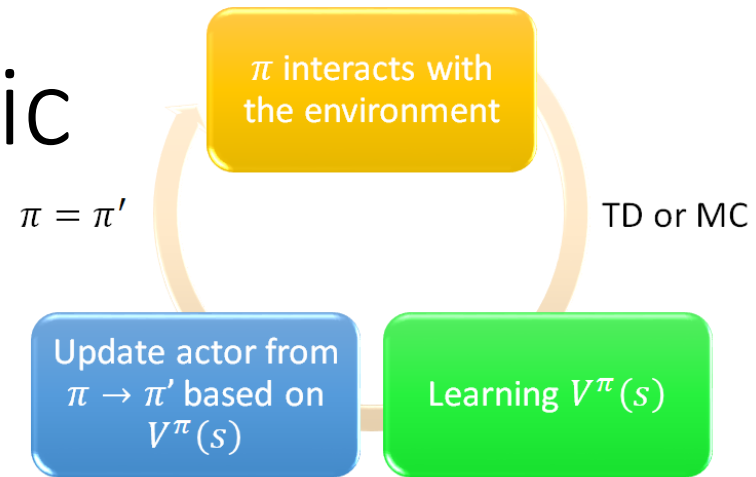 ic
π interacts with
the environment
π = π′
TD or MC
Update actor from
π → π’ based on
V^π(s)
Learning V^π(s)